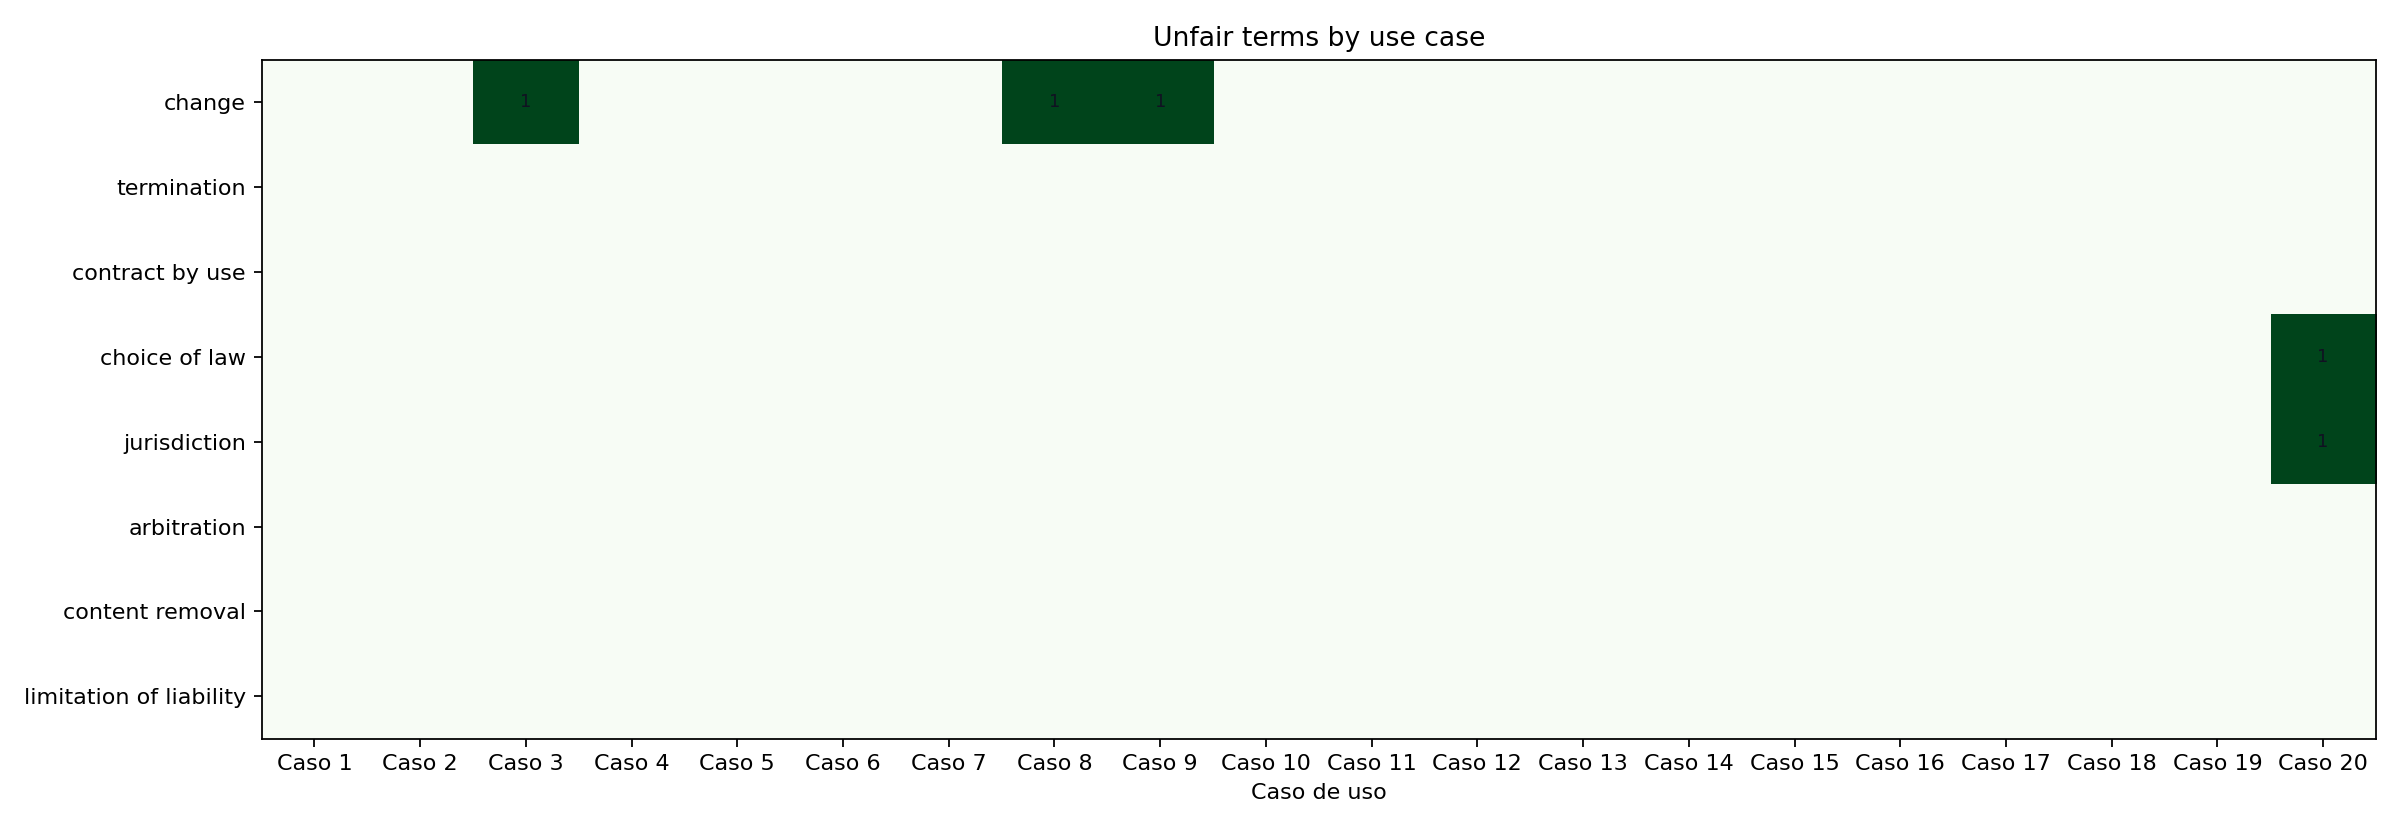 Unfair terms by use case
change 1 1 1
termination
contract by use
choice of law 1
jurisdiction 1
arbitration
content removal
limitation of liability
Caso 1 Caso 2 Caso 3 Caso 4 Caso 5 Caso 6 Caso 7 Caso 8 Caso 9 Caso 10 Caso 11 Caso 12 Caso 13 Caso 14 Caso 15 Caso 16 Caso 17 Caso 18 Caso 19 Caso 20
Caso de uso